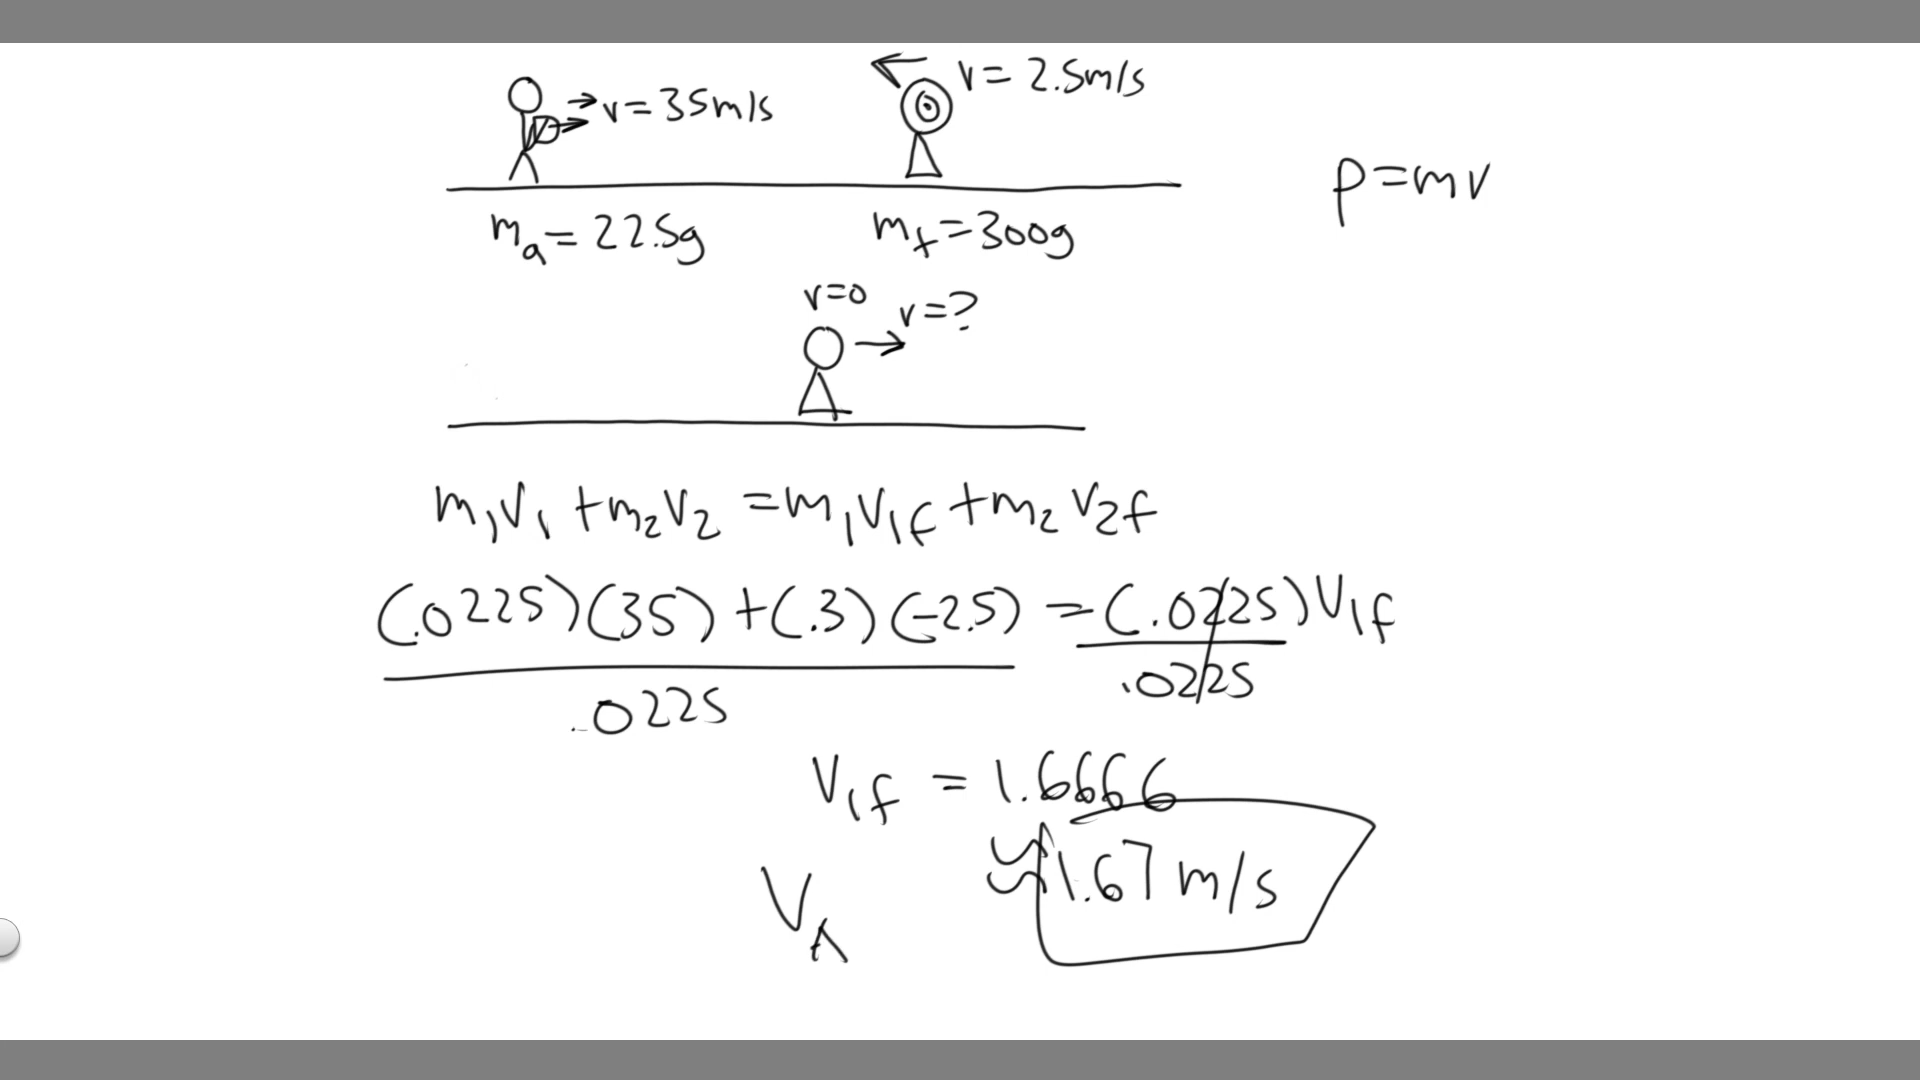 v=35m/s
v=2.5m/s
p=mv
mₐ=22.5g
mₜ=300g
v=0
v=?
m₁v₁+m₂v₂=m₁v₁f+m₂v₂f
(.0225)(35)+(.3)(-2.5)=(.0225)V₁f
.0225
.0225
V₁f=1.6666
≈1.67m/s
V_A